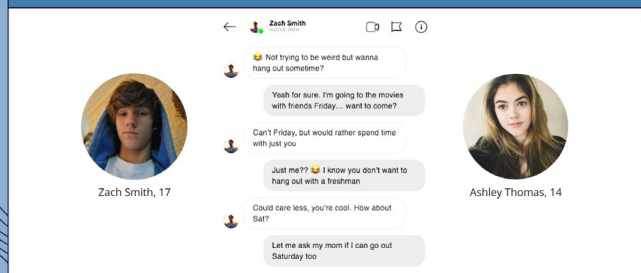 Zach Smith
Active Now
😂 Not trying to be weird but wanna
hang out sometime?
Yeah for sure. I'm going to the movies
with friends Friday... want to come?
Can't Friday, but would rather spend time
with just you
Just me?? 😂 I know you don't want to
hang out with a freshman
Could care less, you're cool. How about
Sat?
Let me ask my mom if I can go out
Saturday too
Zach Smith, 17
Ashley Thomas, 14